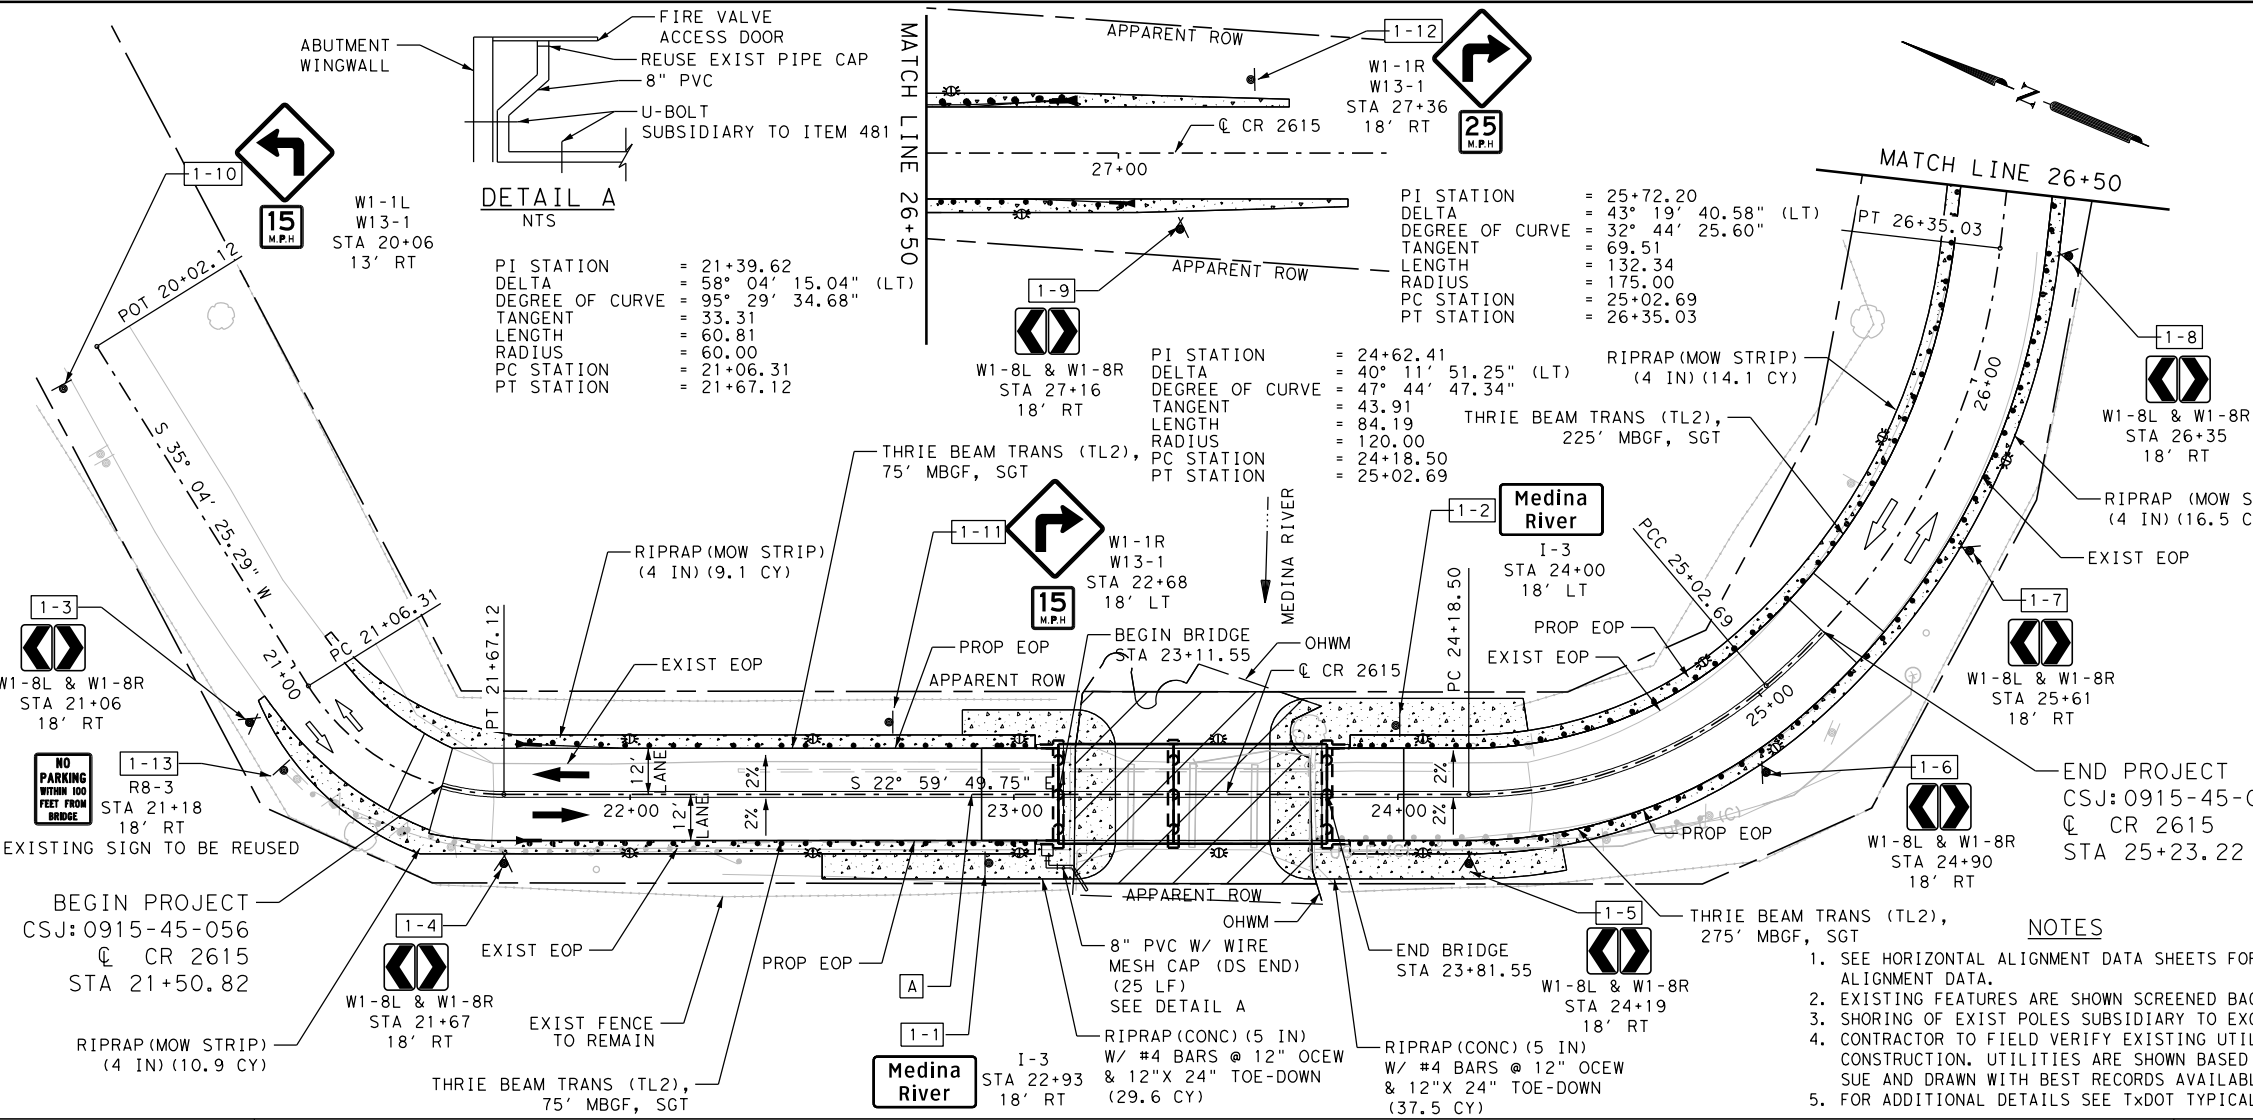 FIRE VALVE
ACCESS DOOR
ABUTMENT
WINGWALL
REUSE EXIST PIPE CAP
8" PVC
U-BOLT
SUBSIDIARY TO ITEM 481
DETAIL A
NTS
MATCH LINE 26+50
APPARENT ROW
1-12
W1-1R
W13-1
STA 27+36
18' RT
25
M.P.H
℄ CR 2615
27+00
APPARENT ROW
1-9
W1-8L & W1-8R
STA 27+16
18' RT
N
MATCH LINE 26+50
1-10
W1-1L
W13-1
STA 20+06
13' RT
15
M.P.H
POT 20+02.12
PI STATION = 21+39.62
DELTA = 58° 04' 15.04" (LT)
DEGREE OF CURVE = 95° 29' 34.68"
TANGENT = 33.31
LENGTH = 60.81
RADIUS = 60.00
PC STATION = 21+06.31
PT STATION = 21+67.12
PI STATION = 25+72.20
DELTA = 43° 19' 40.58" (LT)
DEGREE OF CURVE = 32° 44' 25.60"
TANGENT = 69.51
LENGTH = 132.34
RADIUS = 175.00
PC STATION = 25+02.69
PT STATION = 26+35.03
PI STATION = 24+62.41
DELTA = 40° 11' 51.25" (LT)
DEGREE OF CURVE = 47° 44' 47.34"
TANGENT = 43.91
LENGTH = 84.19
RADIUS = 120.00
PC STATION = 24+18.50
PT STATION = 25+02.69
PT 26+35.03
1-8
W1-8L & W1-8R
STA 26+35
18' RT
RIPRAP(MOW STRIP)
(4 IN)(14.1 CY)
THRIE BEAM TRANS (TL2),
225' MBGF, SGT
26+00
S 35° 04' 25.29" W
THRIE BEAM TRANS (TL2),
75' MBGF, SGT
1-11
W1-1R
W13-1
STA 22+68
18' LT
15
M.P.H
MEDINA RIVER
1-2
Medina
River
I-3
STA 24+00
18' LT
PCC 25+02.69
RIPRAP (MOW S
(4 IN)(16.5 C
EXIST EOP
RIPRAP(MOW STRIP)
(4 IN)(9.1 CY)
1-3
W1-8L & W1-8R
STA 21+06
18' RT
PC 21+06.31
21+00
PT 21+67.12
EXIST EOP
PROP EOP
APPARENT ROW
BEGIN BRIDGE
STA 23+11.55
OHWM
℄ CR 2615
PC 24+18.50
PROP EOP
EXIST EOP
1-7
W1-8L & W1-8R
STA 25+61
18' RT
25+00
NO
PARKING
WITHIN 100
FEET FROM
BRIDGE
1-13
R8-3
STA 21+18
18' RT
EXISTING SIGN TO BE REUSED
12'
LANE
2%
S 22° 59' 49.75" E
22+00
23+00
24+00
12'
LANE
2%
2%
2%
(C)
PROP EOP
1-6
W1-8L & W1-8R
STA 24+90
18' RT
END PROJECT
CSJ:0915-45-0
℄ CR 2615
STA 25+23.22
BEGIN PROJECT
CSJ:0915-45-056
℄ CR 2615
STA 21+50.82
1-4
W1-8L & W1-8R
STA 21+67
18' RT
EXIST EOP
PROP EOP
A
1-1
Medina
River
I-3
STA 22+93
18' RT
APPARENT ROW
OHWM
8" PVC W/ WIRE
MESH CAP (DS END)
(25 LF)
SEE DETAIL A
END BRIDGE
STA 23+81.55
1-5
W1-8L & W1-8R
STA 24+19
18' RT
THRIE BEAM TRANS (TL2),
275' MBGF, SGT
RIPRAP(MOW STRIP)
(4 IN)(10.9 CY)
EXIST FENCE
TO REMAIN
THRIE BEAM TRANS (TL2),
75' MBGF, SGT
RIPRAP(CONC)(5 IN)
W/ #4 BARS @ 12" OCEW
& 12"X 24" TOE-DOWN
(29.6 CY)
RIPRAP(CONC)(5 IN)
W/ #4 BARS @ 12" OCEW
& 12"X 24" TOE-DOWN
(37.5 CY)
NOTES
1. SEE HORIZONTAL ALIGNMENT DATA SHEETS FOR
ALIGNMENT DATA.
2. EXISTING FEATURES ARE SHOWN SCREENED BAC
3. SHORING OF EXIST POLES SUBSIDIARY TO EXC
4. CONTRACTOR TO FIELD VERIFY EXISTING UTIL
CONSTRUCTION. UTILITIES ARE SHOWN BASED
SUE AND DRAWN WITH BEST RECORDS AVAILABL
5. FOR ADDITIONAL DETAILS SEE TxDOT TYPICAL